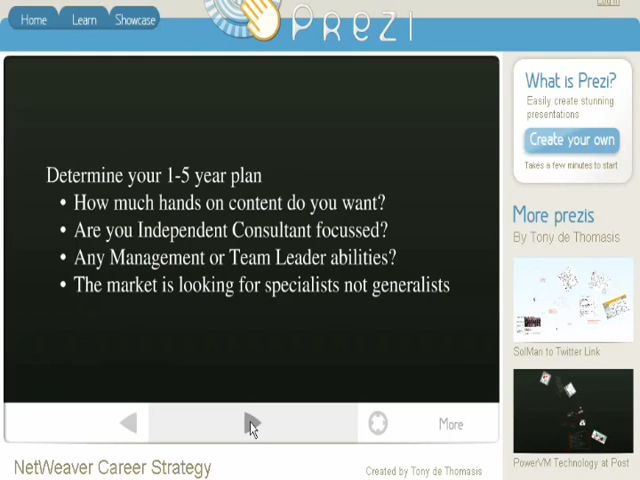 Log in
Home
Learn
Showcase
PREZI
What is Prezi?
Easily create stunning
presentations
Create your own
Takes a few minutes to start
Determine your 1-5 year plan
• How much hands on content do you want?
• Are you Independent Consultant focussed?
• Any Management or Team Leader abilities?
• The market is looking for specialists not generalists
More prezis
By Tony de Thomasis
SolMan to Twitter Link
PowerVM Technology at Post
More
NetWeaver Career Strategy
Created by Tony de Thomasis